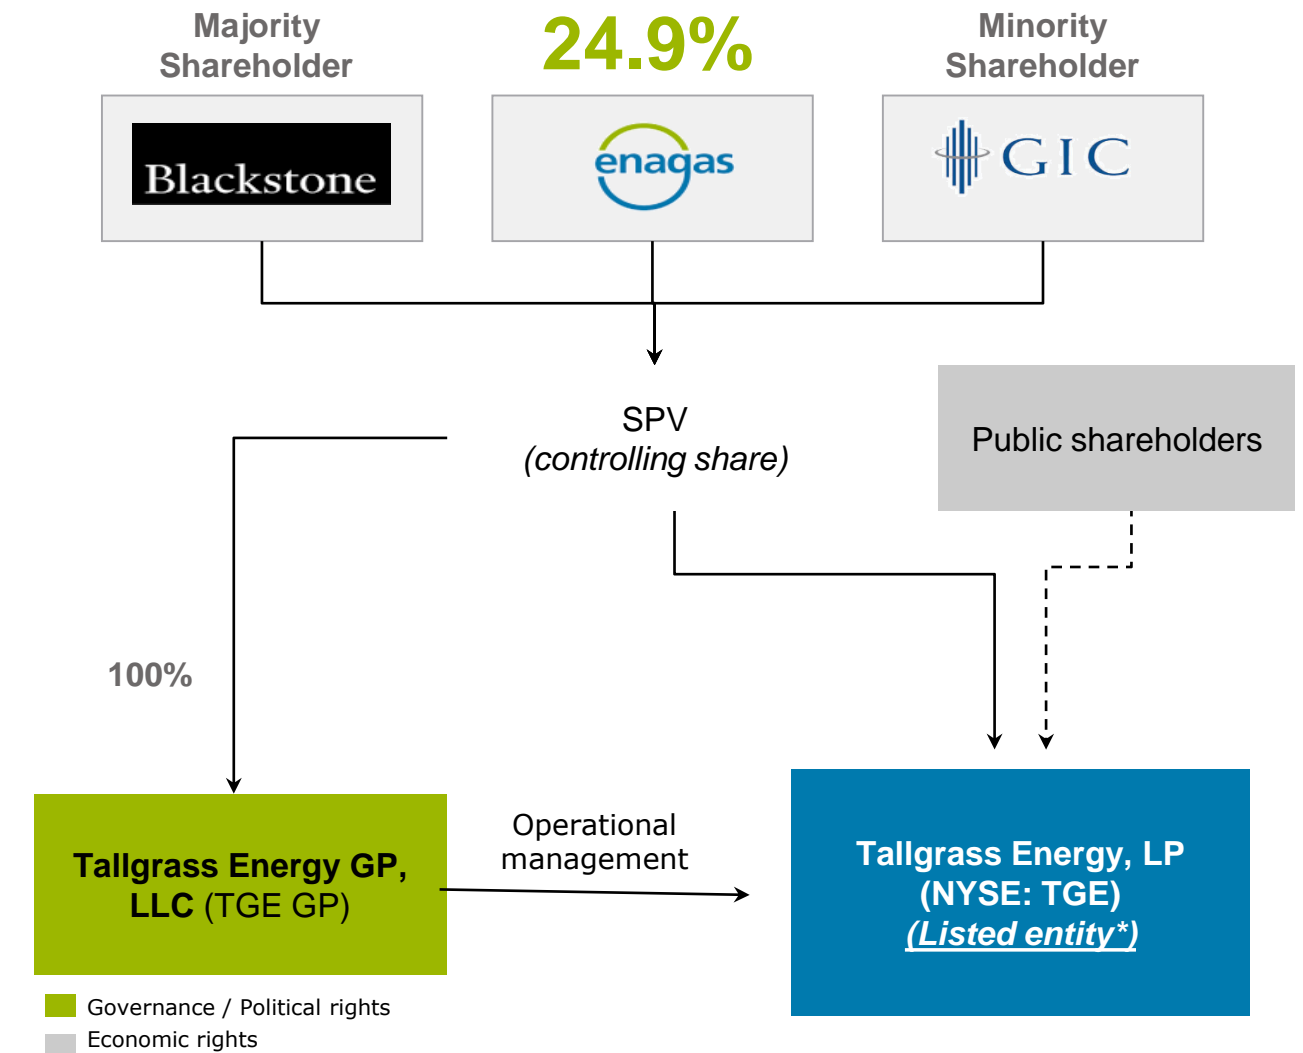 Majority
Shareholder
24.9%
Minority
Shareholder
Blackstone
enagas
GIC
SPV
(controlling share)
Public shareholders
100%
Operational
management
Tallgrass Energy GP,
LLC (TGE GP)
Tallgrass Energy, LP
(NYSE: TGE)
(Listed entity*)
Governance / Political rights
Economic rights